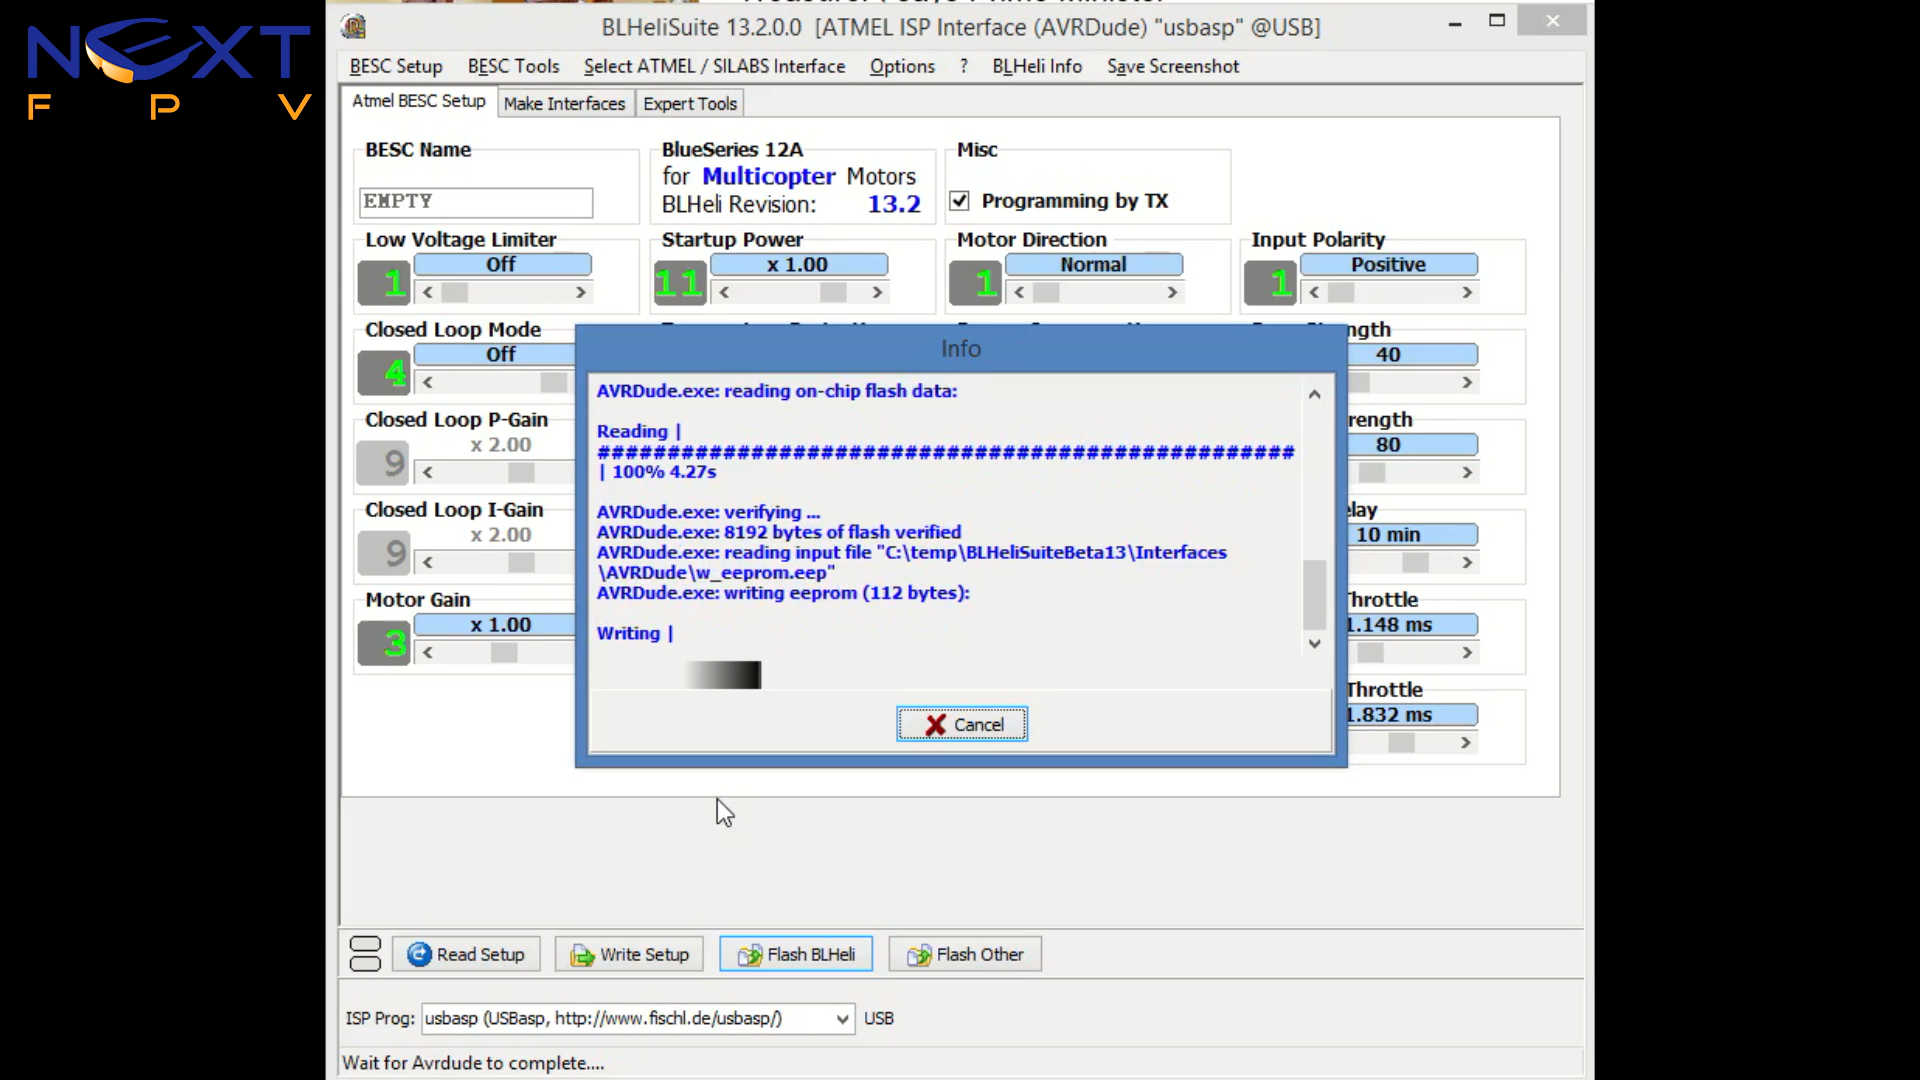 NEXT
FPV
BLHeliSuite 13.2.0.0 [ATMEL ISP Interface (AVRDude) "usbasp" @USB]
BESC Setup BESC Tools Select ATMEL / SILABS Interface Options ? BLHeli Info Save Screenshot
Atmel BESC Setup Make Interfaces Expert Tools
BESC Name
EMPTY
BlueSeries 12A
for Multicopter Motors
BLHeli Revision: 13.2
Misc
Programming by TX
Low Voltage Limiter
Off
1
Startup Power
x 1.00
11
Motor Direction
Normal
1
Input Polarity
Positive
1
Closed Loop Mode
Off
4
Closed Loop P-Gain
x 2.00
9
Closed Loop I-Gain
x 2.00
9
Motor Gain
x 1.00
3
40
80
10 min
Throttle
1.148 ms
Throttle
1.832 ms
Info
AVRDude.exe: reading on-chip flash data:
Reading |
##################################################
| 100% 4.27s
AVRDude.exe: verifying ...
AVRDude.exe: 8192 bytes of flash verified
AVRDude.exe: reading input file "C:\temp\BLHeliSuiteBeta13\Interfaces
\AVRDude\w_eeprom.eep"
AVRDude.exe: writing eeprom (112 bytes):
Writing |
Cancel
Read Setup Write Setup Flash BLHeli Flash Other
ISP Prog: usbasp (USBasp, http://www.fischl.de/usbasp/) USB
Wait for Avrdude to complete....